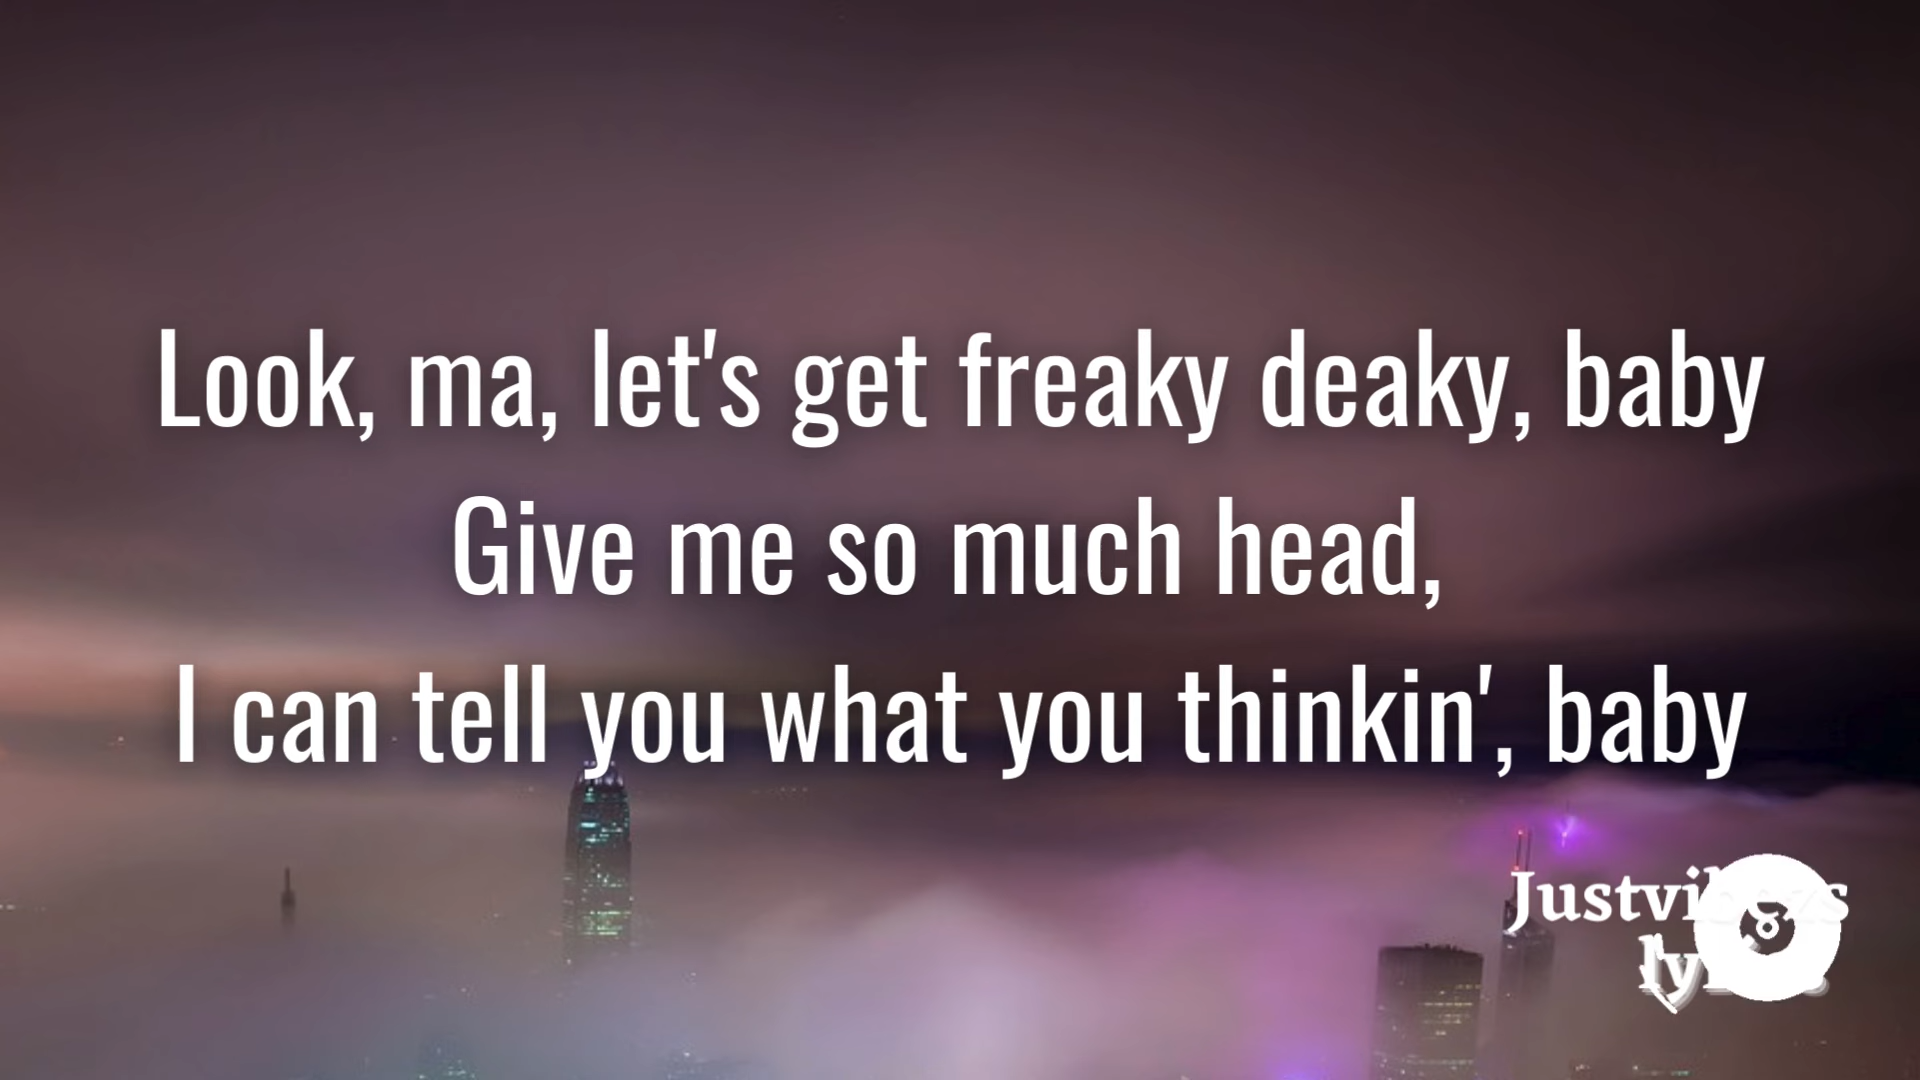 Look, ma, let's get freaky deaky, baby
Give me so much head,
I can tell you what you thinkin', baby